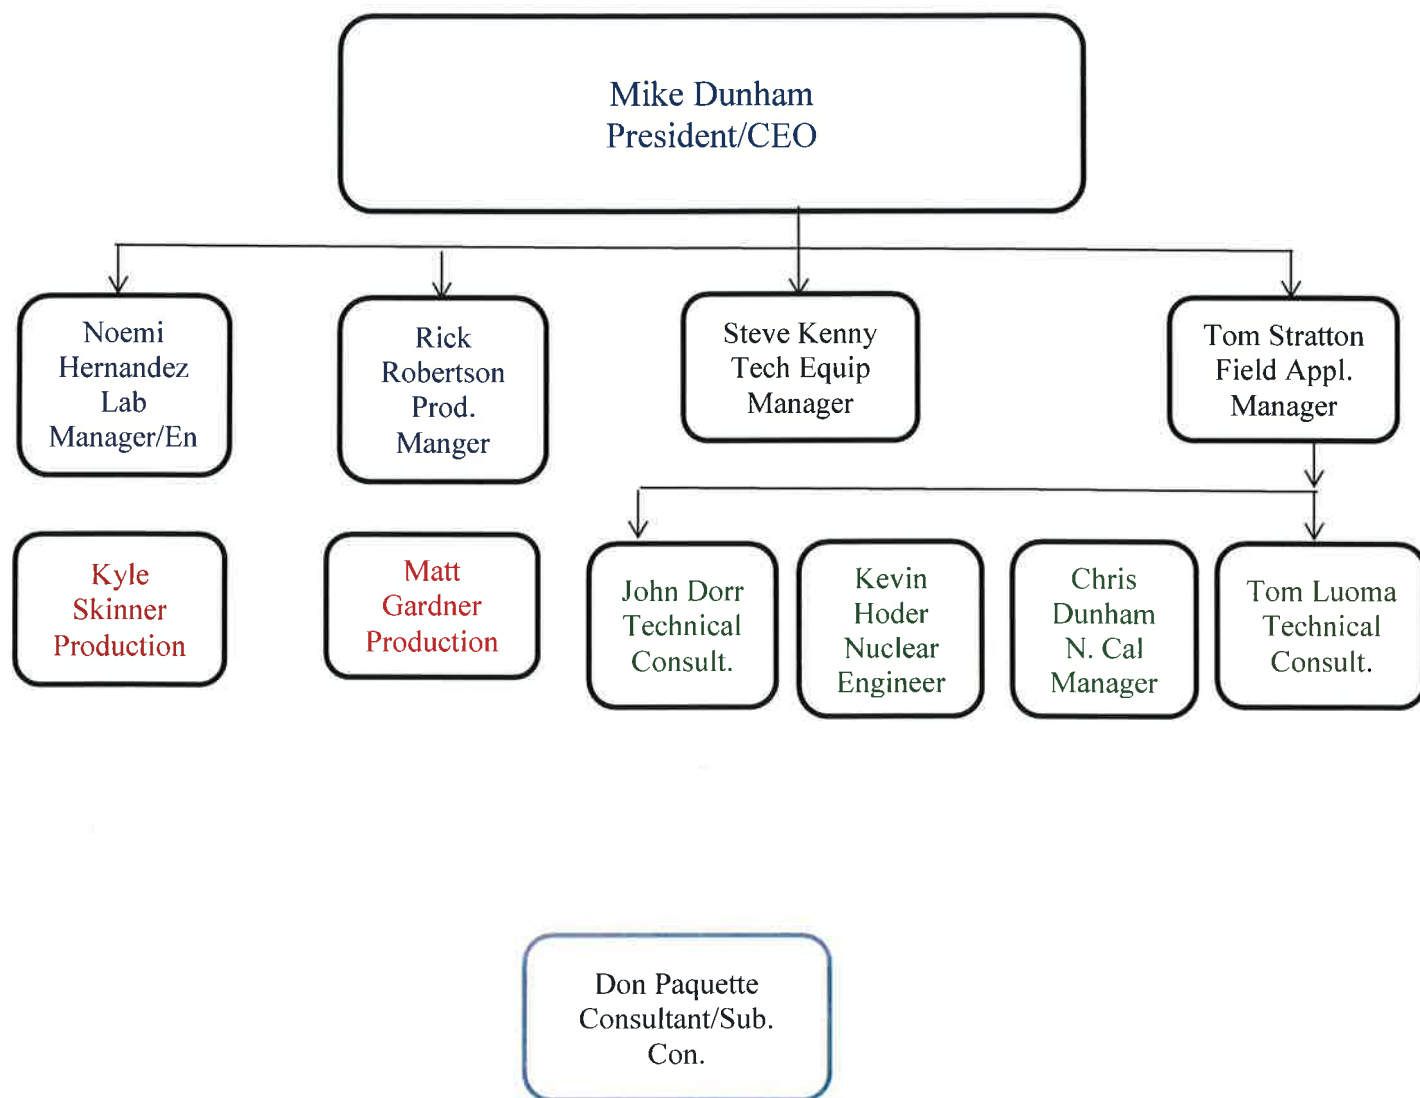 Mike Dunham
President/CEO
Noemi
Hernandez
Lab
Manager/En
Rick
Robertson
Prod.
Manger
Steve Kenny
Tech Equip
Manager
Tom Stratton
Field Appl.
Manager
Kyle
Skinner
Production
Matt
Gardner
Production
John Dorr
Technical
Consult.
Kevin
Hoder
Nuclear
Engineer
Chris
Dunham
N. Cal
Manager
Tom Luoma
Technical
Consult.
Don Paquette
Consultant/Sub.
Con.